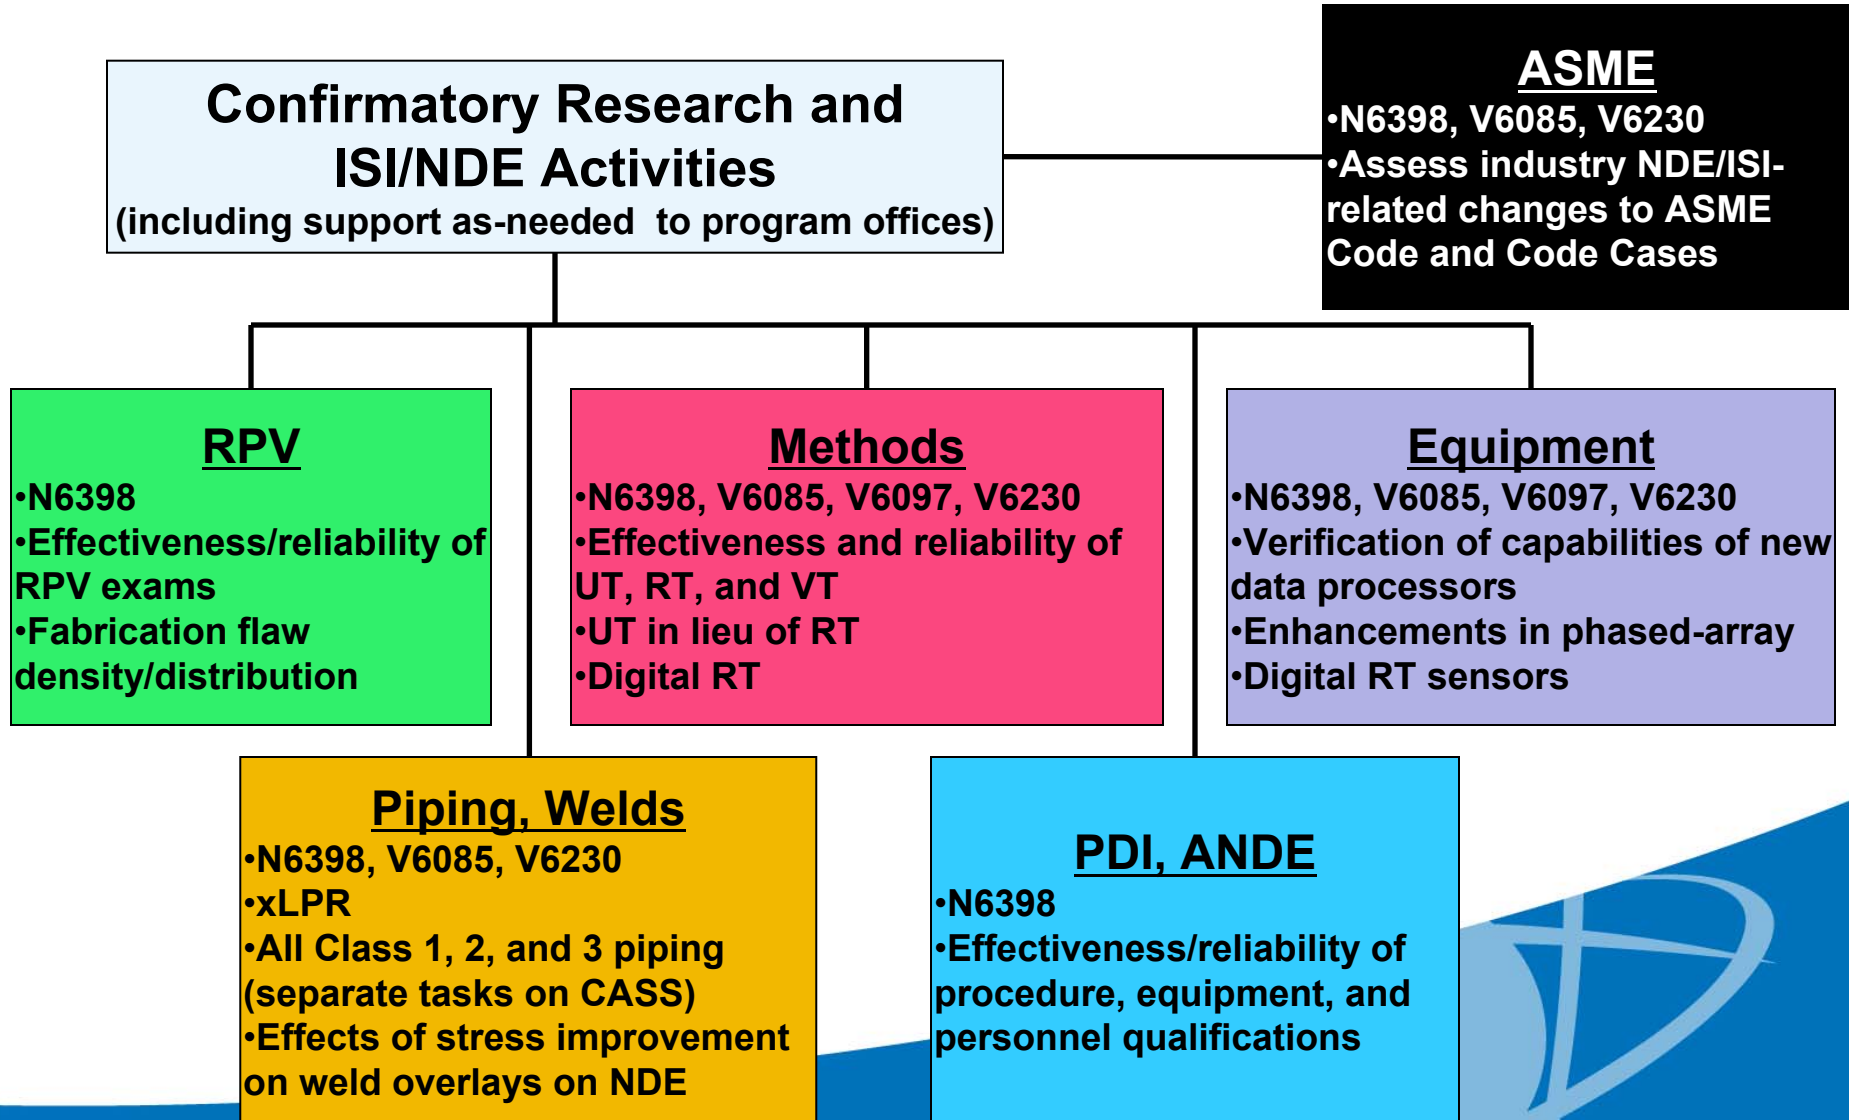 Confirmatory Research and
ISI/NDE Activities
(including support as-needed  to program offices)
ASME
•N6398, V6085, V6230
•Assess industry NDE/ISI-
related changes to ASME
Code and Code Cases
RPV
•N6398
•Effectiveness/reliability of
RPV exams
•Fabrication flaw
density/distribution
Methods
•N6398, V6085, V6097, V6230
•Effectiveness and reliability of
UT, RT, and VT
•UT in lieu of RT
•Digital RT
Equipment
•N6398, V6085, V6097, V6230
•Verification of capabilities of new
data processors
•Enhancements in phased-array
•Digital RT sensors
Piping, Welds
•N6398, V6085, V6230
•xLPR
•All Class 1, 2, and 3 piping
(separate tasks on CASS)
•Effects of stress improvement
on weld overlays on NDE
PDI, ANDE
•N6398
•Effectiveness/reliability of
procedure, equipment, and
personnel qualifications